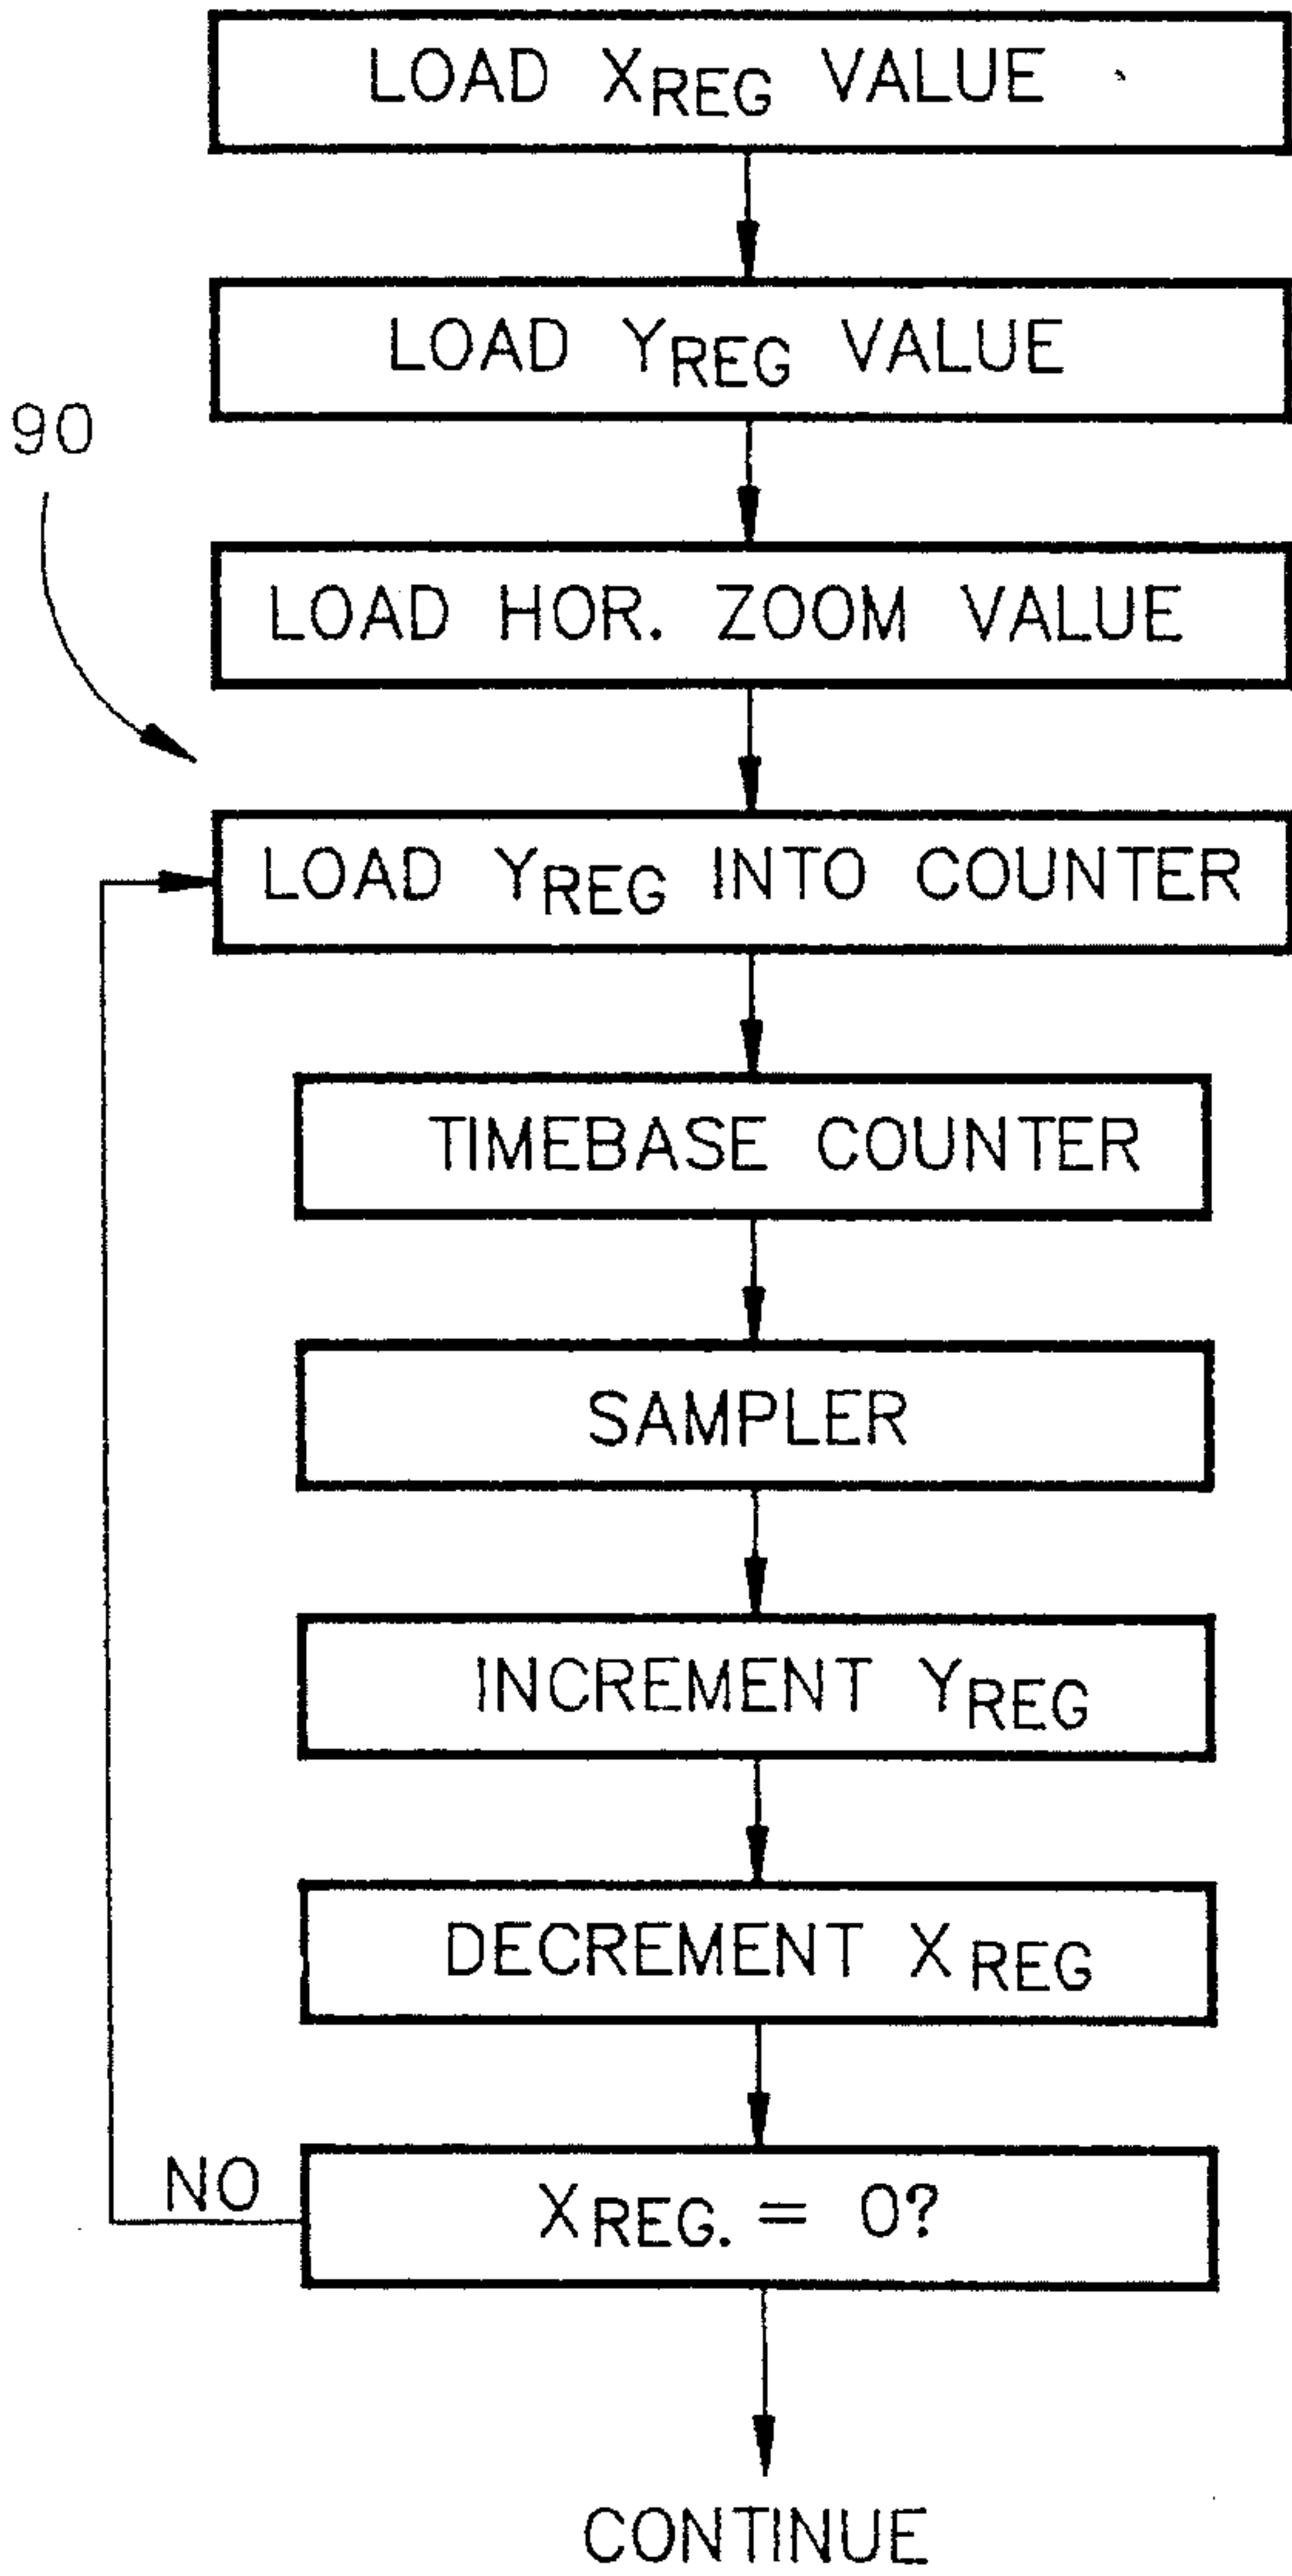 LOAD XREG VALUE
LOAD YREG VALUE
90
LOAD HOR. ZOOM VALUE
LOAD YREG INTO COUNTER
TIMEBASE COUNTER
SAMPLER
INCREMENT YREG
DECREMENT XREG
NO
XREG. = 0?
CONTINUE